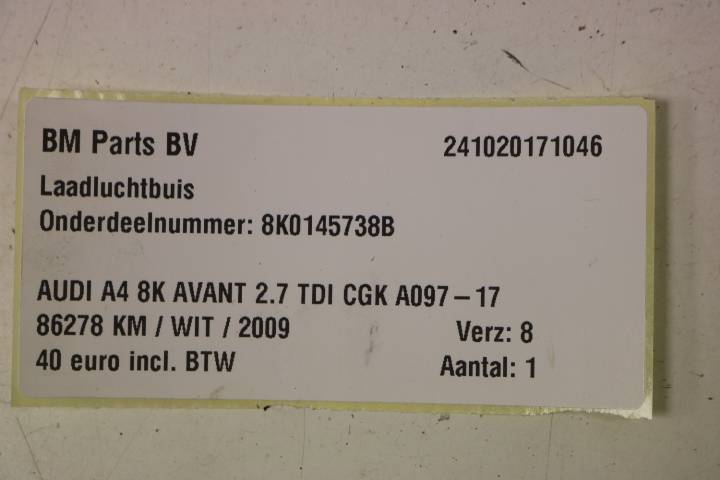 BM Parts BV 241020171046
Laadluchtbuis
Onderdeelnummer: 8K0145738B
AUDI A4 8K AVANT 2.7 TDI CGK A097-17
86278 KM / WIT / 2009 Verz: 8
40 euro incl. BTW Aantal: 1